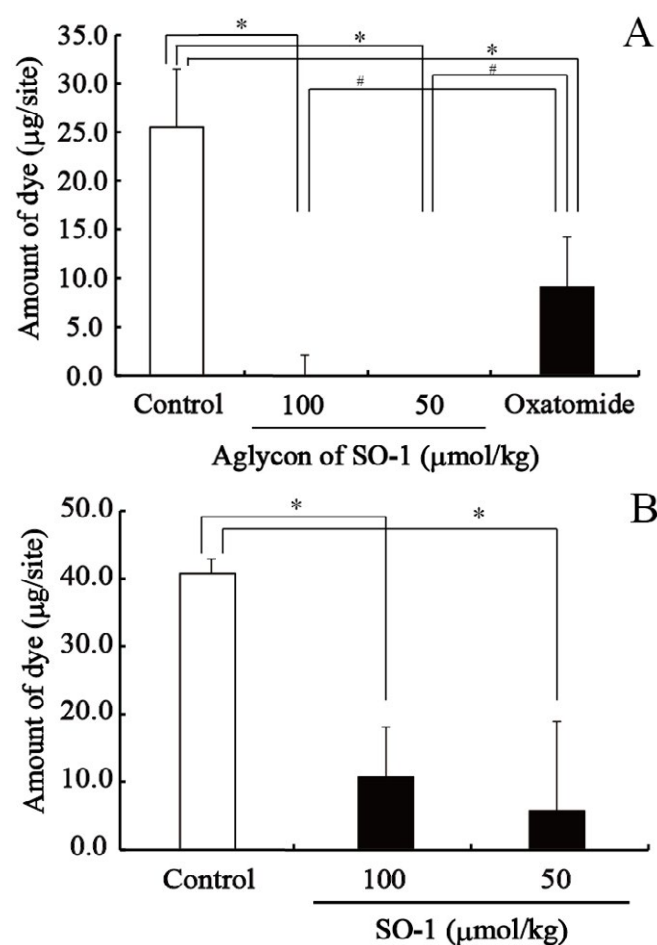 A
* * *
# #
35.0
30.0
25.0
20.0
15.0
10.0
5.0
0.0
Amount of dye (μg/site)
Control 100 50 Oxatomide
Aglycon of SO-1 (μmol/kg)
B
* *
50.0
40.0
30.0
20.0
10.0
0.0
Amount of dye (μg/site)
Control 100 50
SO-1 (μmol/kg)